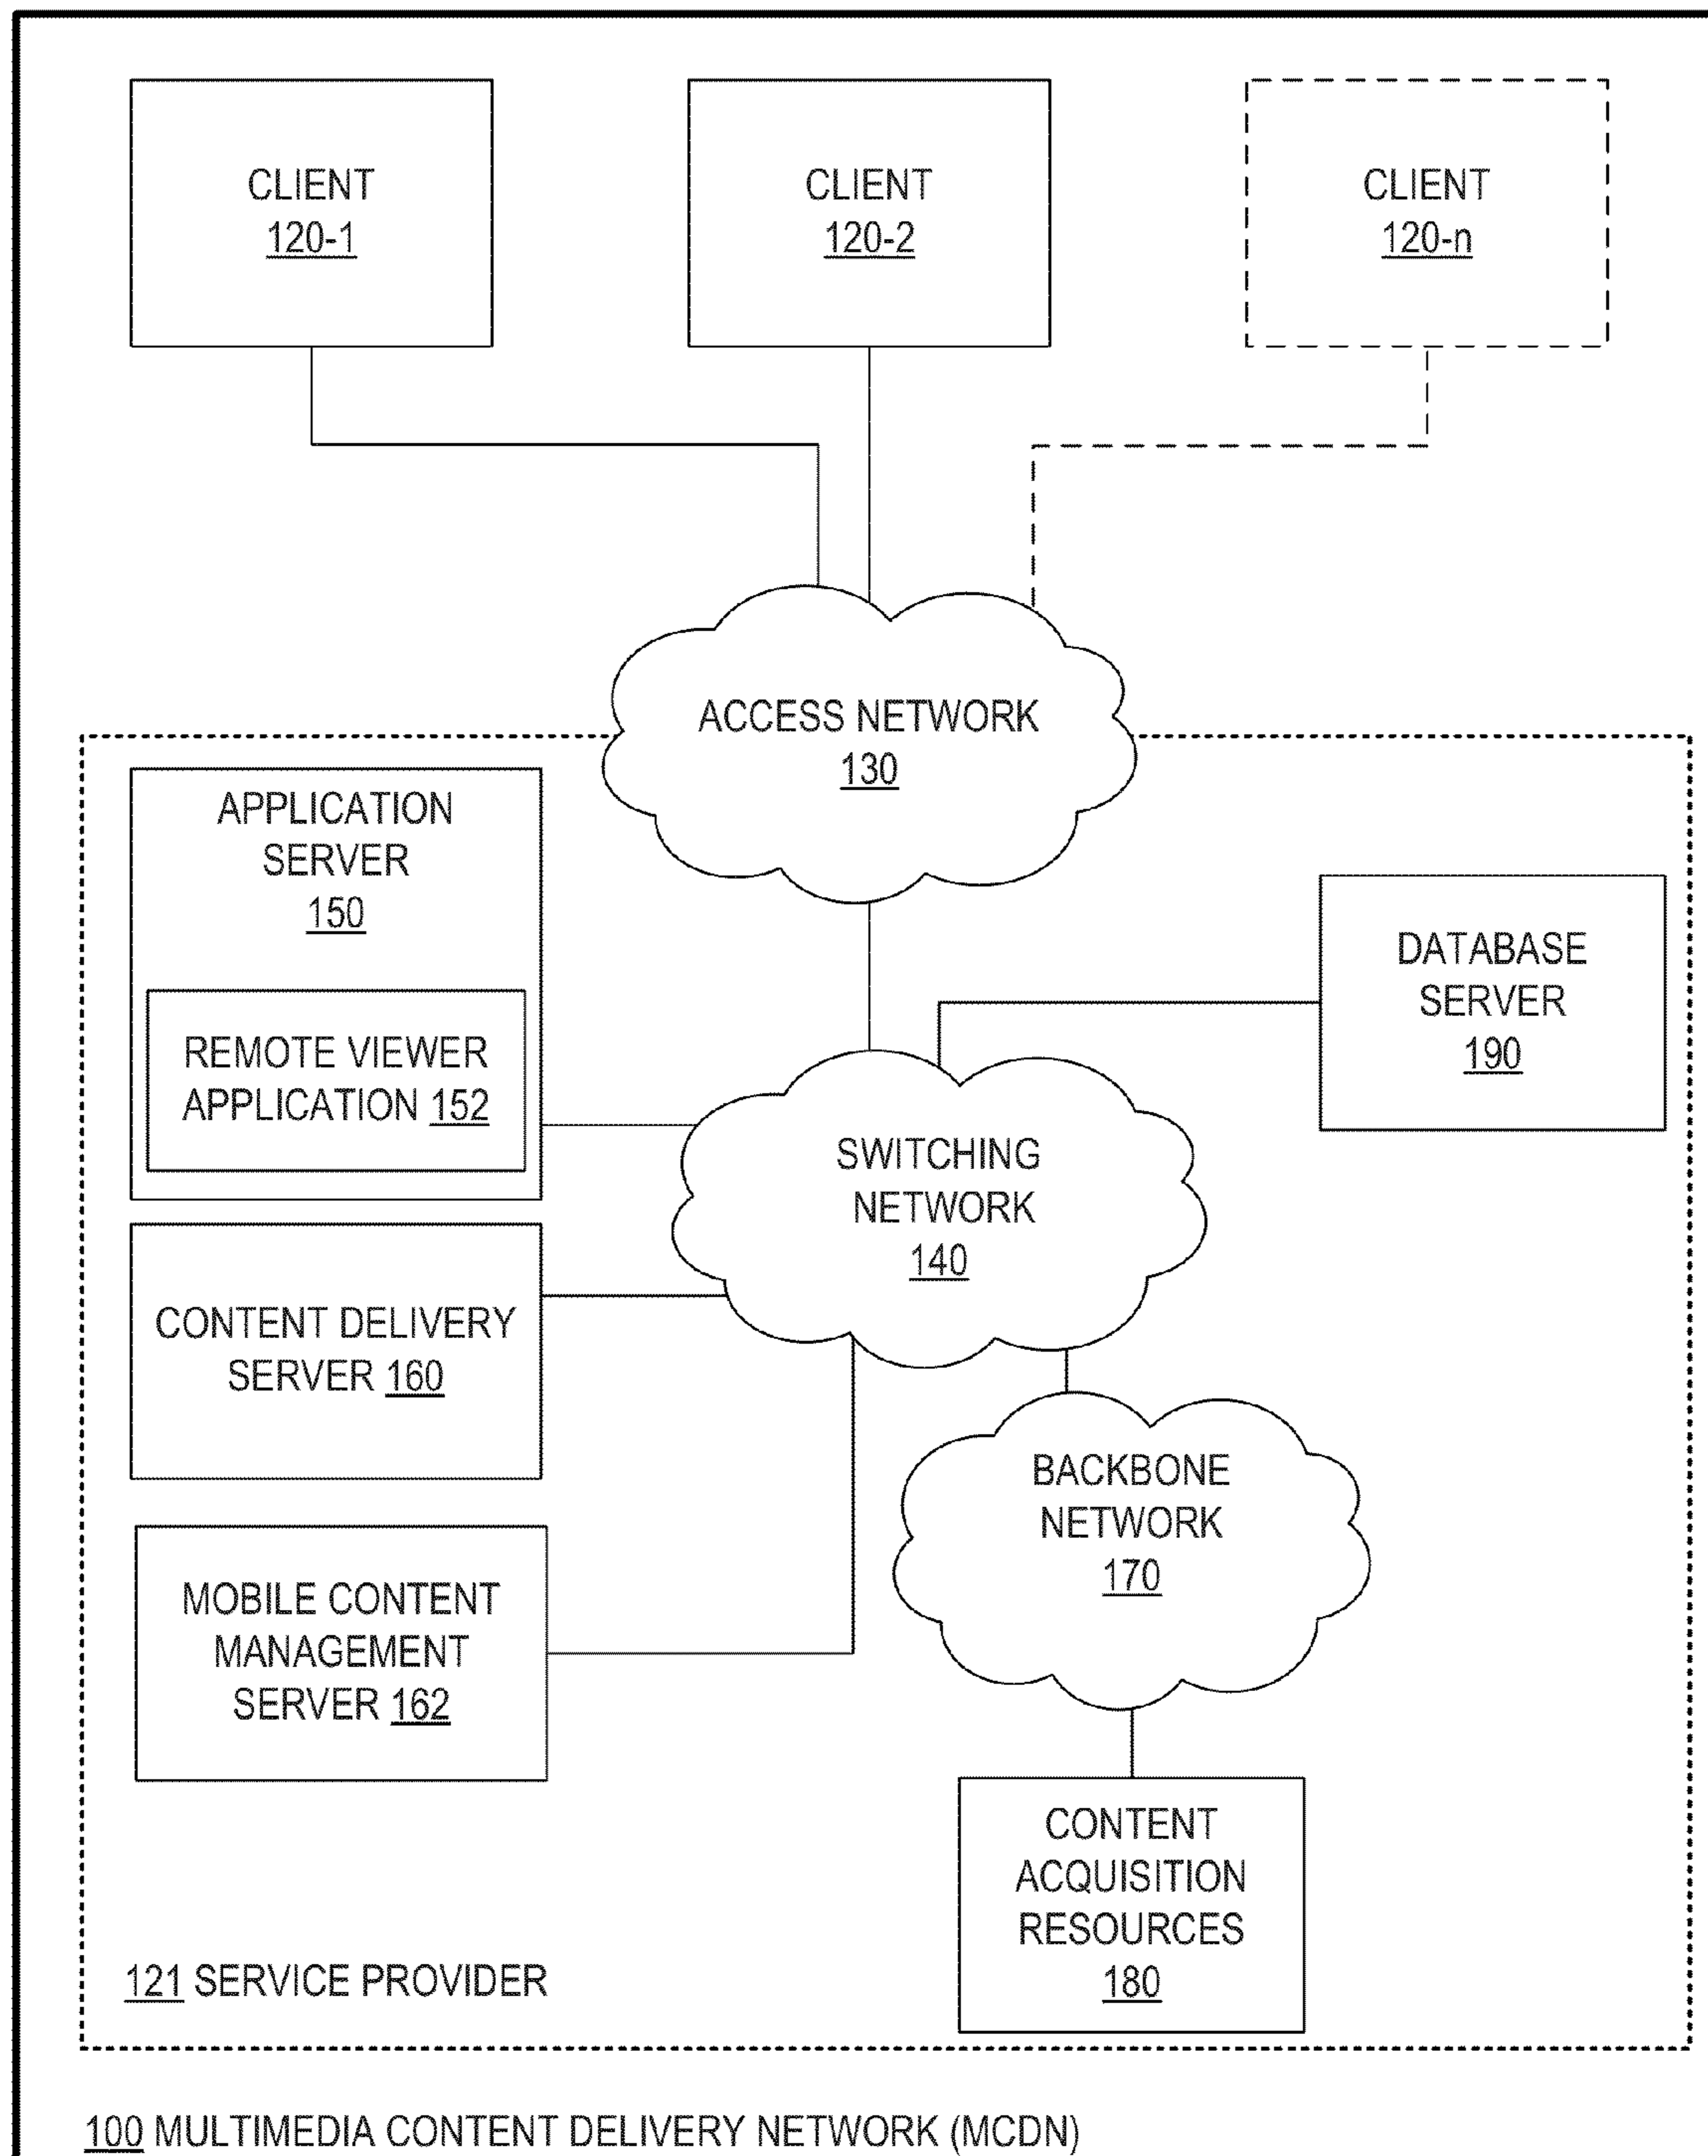 CLIENT
120-1
CLIENT
120-2
CLIENT
120-n
ACCESS NETWORK
130
APPLICATION
SERVER
150
REMOTE VIEWER
APPLICATION 152
DATABASE
SERVER
190
SWITCHING
NETWORK
140
CONTENT DELIVERY
SERVER 160
BACKBONE
NETWORK
170
MOBILE CONTENT
MANAGEMENT
SERVER 162
CONTENT
ACQUISITION
RESOURCES
180
121 SERVICE PROVIDER
100 MULTIMEDIA CONTENT DELIVERY NETWORK (MCDN)